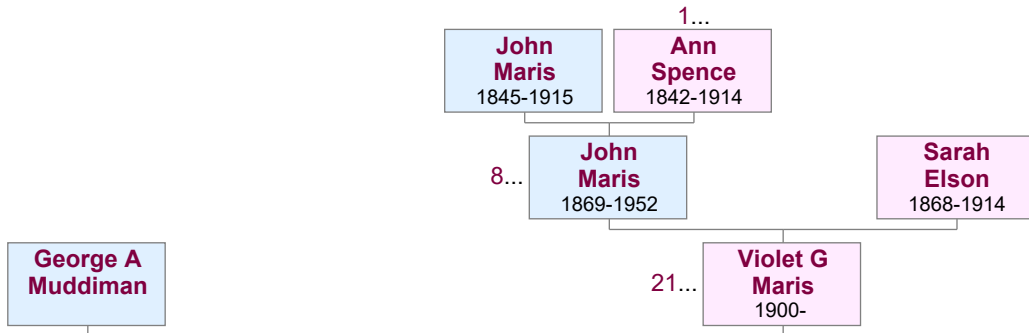 1...
John
Maris
1845-1915
Ann
Spence
1842-1914
8...
John
Maris
1869-1952
Sarah
Elson
1868-1914
George A
Muddiman
21...
Violet G
Maris
1900-